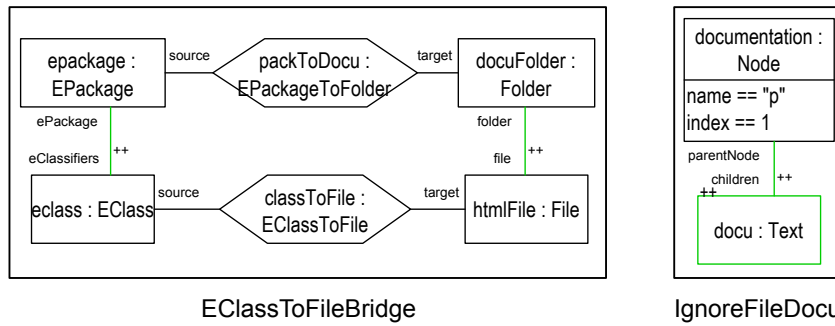 epackage :
EPackage
source
packToDocu :
EPackageToFolder
target
docuFolder :
Folder
ePackage
eClassifiers
++
folder
file
++
eclass : EClass
source
classToFile :
EClassToFile
target
htmlFile : File
EClassToFileBridge
documentation :
Node
name == "p"
index == 1
parentNode
children
++
++
docu : Text
IgnoreFileDocu